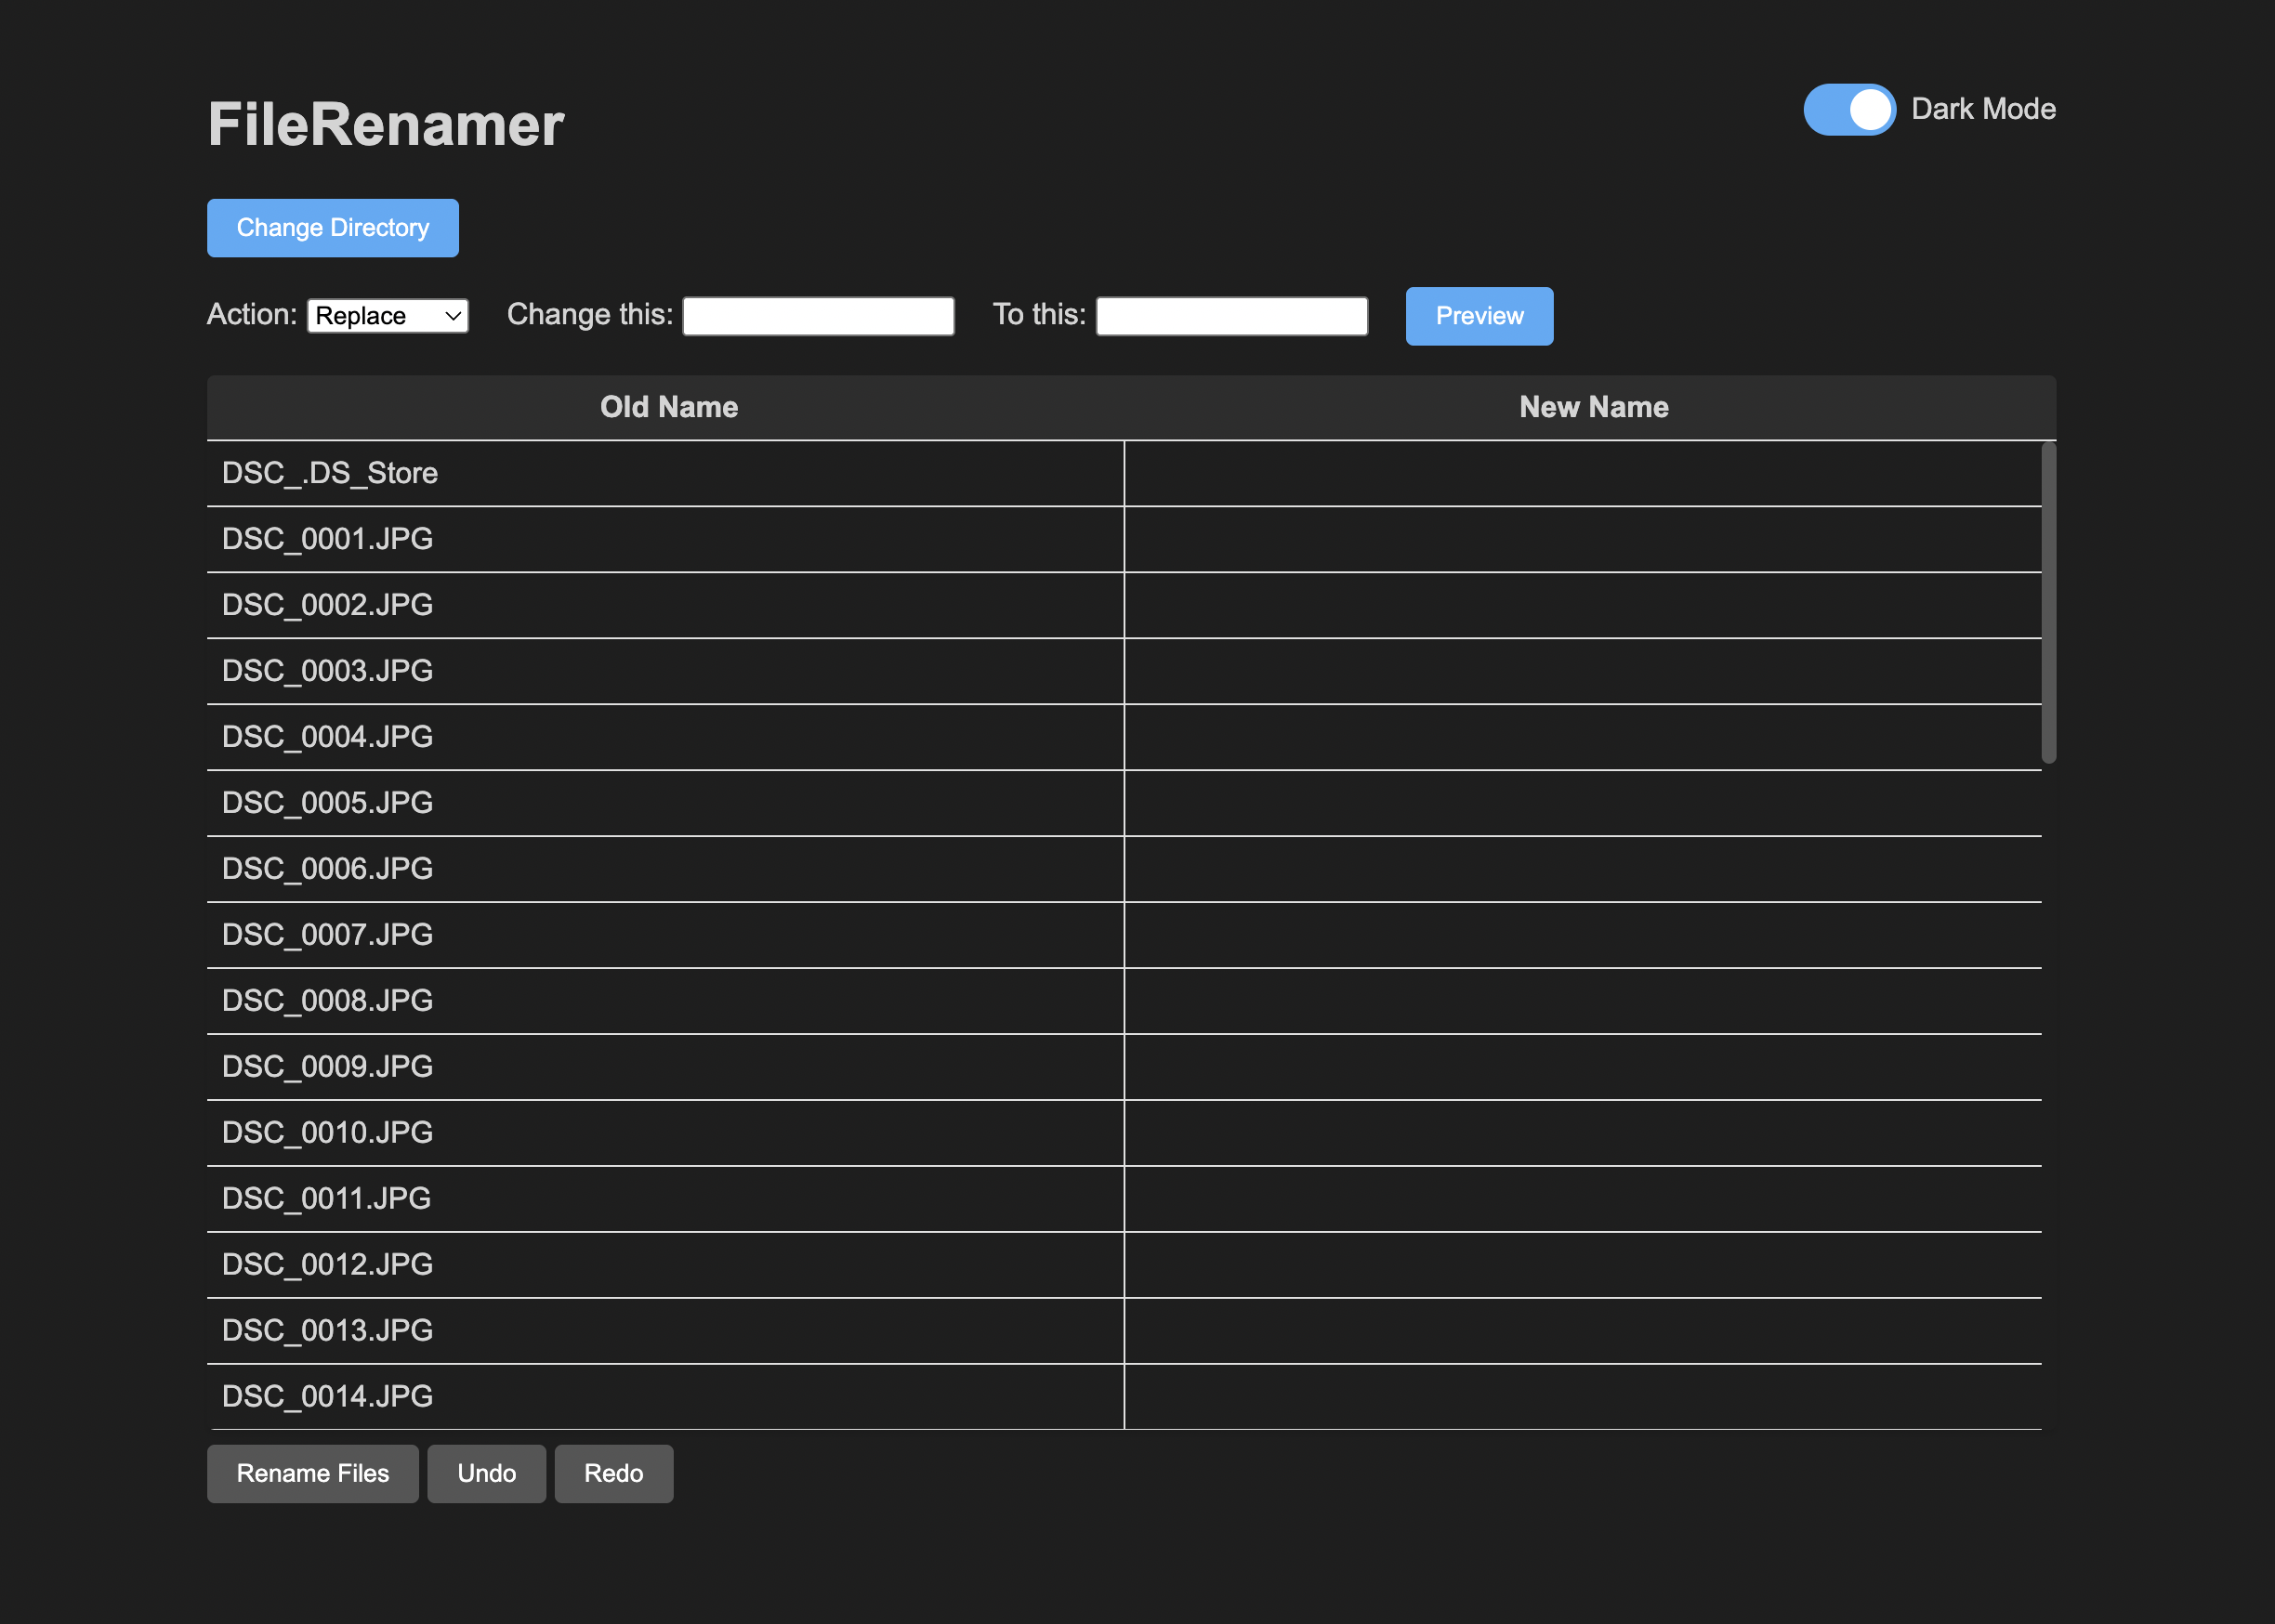 FileRenamer
Dark Mode
Change Directory
Action: Replace Change this: To this: Preview
Old Name New Name
DSC_.DS_Store
DSC_0001.JPG
DSC_0002.JPG
DSC_0003.JPG
DSC_0004.JPG
DSC_0005.JPG
DSC_0006.JPG
DSC_0007.JPG
DSC_0008.JPG
DSC_0009.JPG
DSC_0010.JPG
DSC_0011.JPG
DSC_0012.JPG
DSC_0013.JPG
DSC_0014.JPG
Rename Files Undo Redo